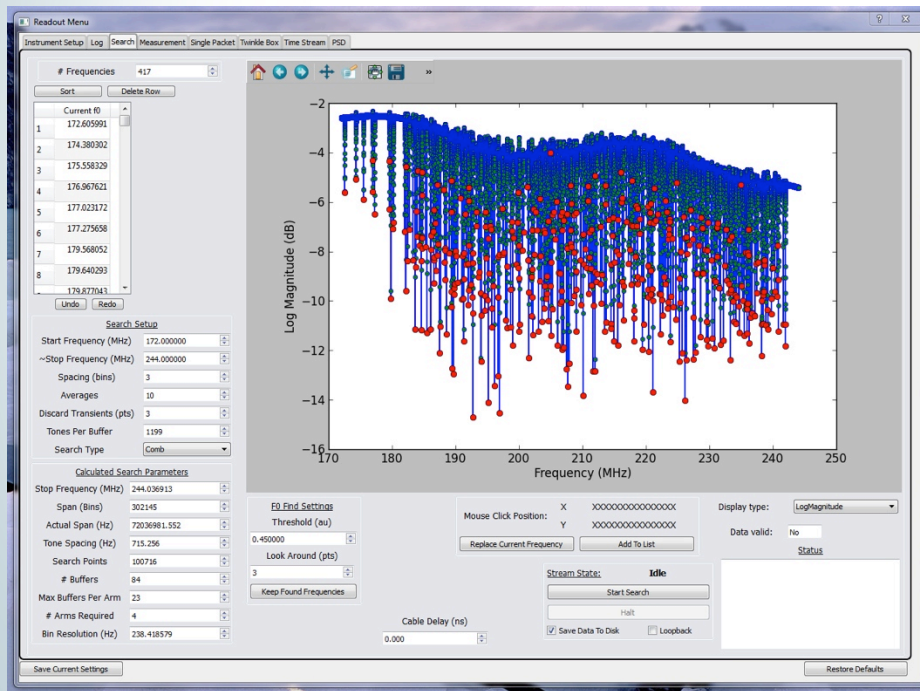 Readout Menu
? X
Instrument Setup Log Search Measurement Single Packet Twinkle Box Time Stream PSD
# Frequencies 417
Sort Delete Row
Current f0
1 172.605991
2 174.380302
3 175.558329
4 176.967621
5 177.023172
6 177.275658
7 179.568052
8 179.640293
179.877043
Undo Redo
Search Setup
Start Frequency (MHz) 172.000000
~Stop Frequency (MHz) 244.000000
Spacing (bins) 3
Averages 10
Discard Transients (pts) 3
Tones Per Buffer 1199
Search Type Comb
Calculated Search Parameters
Stop Frequency (MHz) 244.036913
Span (Bins) 302145
Actual Span (Hz) 72036981.552
Tone Spacing (Hz) 715.256
Search Points 100716
# Buffers 84
Max Buffers Per Arm 23
# Arms Required 4
Bin Resolution (Hz) 238.418579
»
Log Magnitude (dB)
−2
−4
−6
−8
−10
−12
−14
−16
170 180 190 200 210 220 230 240 250
Frequency (MHz)
F0 Find Settings
Threshold (au)
0.450000
Look Around (pts)
3
Keep Found Frequencies
Mouse Click Position:
X XXXXXXXXXXXXXXX
Y XXXXXXXXXXXXXXX
Replace Current Frequency Add To List
Display type: LogMagnitude
Data valid: No
Status
Stream State: Idle
Start Search
Halt
Save Data To Disk Loopback
Cable Delay (ns)
0.000
Save Current Settings Restore Defaults